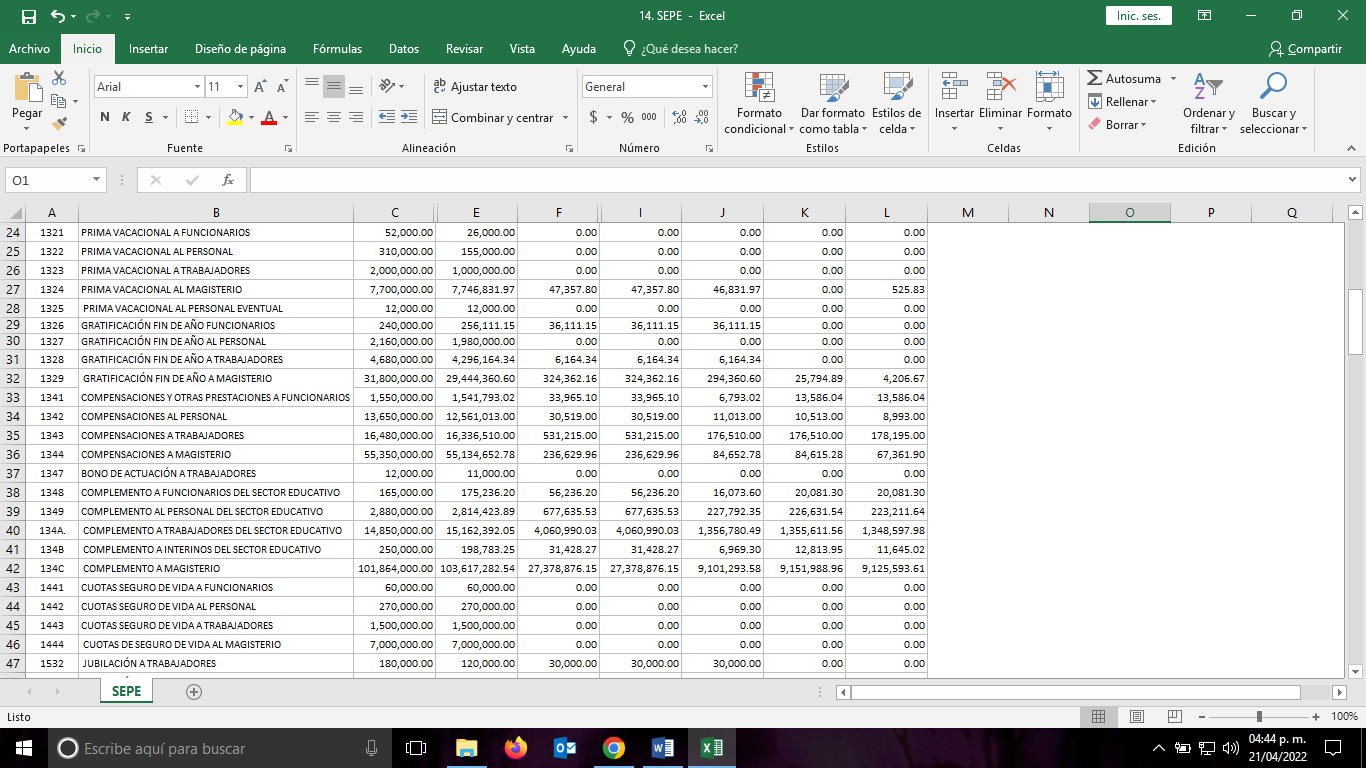 14. SEPE - Excel
Inic. ses.
Archivo Inicio Insertar Diseño de página Fórmulas Datos Revisar Vista Ayuda ¿Qué desea hacer? Compartir
Pegar
Arial 11
N K S
Ajustar texto
Combinar y centrar
General
$ % 000
Formato condicional
Dar formato como tabla
Estilos de celda
Insertar Eliminar Formato
Autosuma
Rellenar
Borrar
Ordenar y filtrar
Buscar y seleccionar
Portapapeles Fuente Alineación Número Estilos Celdas Edición
O1 fx
A B C E F I J K L M N O P Q
24 1321 PRIMA VACACIONAL A FUNCIONARIOS 52,000.00 26,000.00 0.00 0.00 0.00 0.00 0.00
25 1322 PRIMA VACACIONAL AL PERSONAL 310,000.00 155,000.00 0.00 0.00 0.00 0.00 0.00
26 1323 PRIMA VACACIONAL A TRABAJADORES 2,000,000.00 1,000,000.00 0.00 0.00 0.00 0.00 0.00
27 1324 PRIMA VACACIONAL AL MAGISTERIO 7,700,000.00 7,746,831.97 47,357.80 47,357.80 46,831.97 0.00 525.83
28 1325 PRIMA VACACIONAL AL PERSONAL EVENTUAL 12,000.00 12,000.00 0.00 0.00 0.00 0.00 0.00
29 1326 GRATIFICACIÓN FIN DE AÑO FUNCIONARIOS 240,000.00 256,111.15 36,111.15 36,111.15 36,111.15 0.00 0.00
30 1327 GRATIFICACIÓN FIN DE AÑO AL PERSONAL 2,160,000.00 1,980,000.00 0.00 0.00 0.00 0.00 0.00
31 1328 GRATIFICACIÓN FIN DE AÑO A TRABAJADORES 4,680,000.00 4,296,164.34 6,164.34 6,164.34 6,164.34 0.00 0.00
32 1329 GRATIFICACIÓN FIN DE AÑO A MAGISTERIO 31,800,000.00 29,444,360.60 324,362.16 324,362.16 294,360.60 25,794.89 4,206.67
33 1341 COMPENSACIONES Y OTRAS PRESTACIONES A FUNCIONARIOS 1,550,000.00 1,541,793.02 33,965.10 33,965.10 6,793.02 13,586.04 13,586.04
34 1342 COMPENSACIONES AL PERSONAL 13,650,000.00 12,561,013.00 30,519.00 30,519.00 11,013.00 10,513.00 8,993.00
35 1343 COMPENSACIONES A TRABAJADORES 16,480,000.00 16,336,510.00 531,215.00 531,215.00 176,510.00 176,510.00 178,195.00
36 1344 COMPENSACIONES A MAGISTERIO 55,350,000.00 55,134,652.78 236,629.96 236,629.96 84,652.78 84,615.28 67,361.90
37 1347 BONO DE ACTUACIÓN A TRABAJADORES 12,000.00 11,000.00 0.00 0.00 0.00 0.00 0.00
38 1348 COMPLEMENTO A FUNCIONARIOS DEL SECTOR EDUCATIVO 165,000.00 175,236.20 56,236.20 56,236.20 16,073.60 20,081.30 20,081.30
39 1349 COMPLEMENTO AL PERSONAL DEL SECTOR EDUCATIVO 2,880,000.00 2,814,423.89 677,635.53 677,635.53 227,792.35 226,631.54 223,211.64
40 134A. COMPLEMENTO A TRABAJADORES DEL SECTOR EDUCATIVO 14,850,000.00 15,162,392.05 4,060,990.03 4,060,990.03 1,356,780.49 1,355,611.56 1,348,597.98
41 134B COMPLEMENTO A INTERINOS DEL SECTOR EDUCATIVO 250,000.00 198,783.25 31,428.27 31,428.27 6,969.30 12,813.95 11,645.02
42 134C COMPLEMENTO A MAGISTERIO 101,864,000.00 103,617,282.54 27,378,876.15 27,378,876.15 9,101,293.58 9,151,988.96 9,125,593.61
43 1441 CUOTAS SEGURO DE VIDA A FUNCIONARIOS 60,000.00 60,000.00 0.00 0.00 0.00 0.00 0.00
44 1442 CUOTAS SEGURO DE VIDA AL PERSONAL 270,000.00 270,000.00 0.00 0.00 0.00 0.00 0.00
45 1443 CUOTAS SEGURO DE VIDA A TRABAJADORES 1,500,000.00 1,500,000.00 0.00 0.00 0.00 0.00 0.00
46 1444 CUOTAS DE SEGURO DE VIDA AL MAGISTERIO 7,000,000.00 7,000,000.00 0.00 0.00 0.00 0.00 0.00
47 1532 JUBILACIÓN A TRABAJADORES 180,000.00 120,000.00 30,000.00 30,000.00 30,000.00 0.00 0.00
SEPE
Listo 100%
Escribe aquí para buscar
04:44 p. m.
21/04/2022